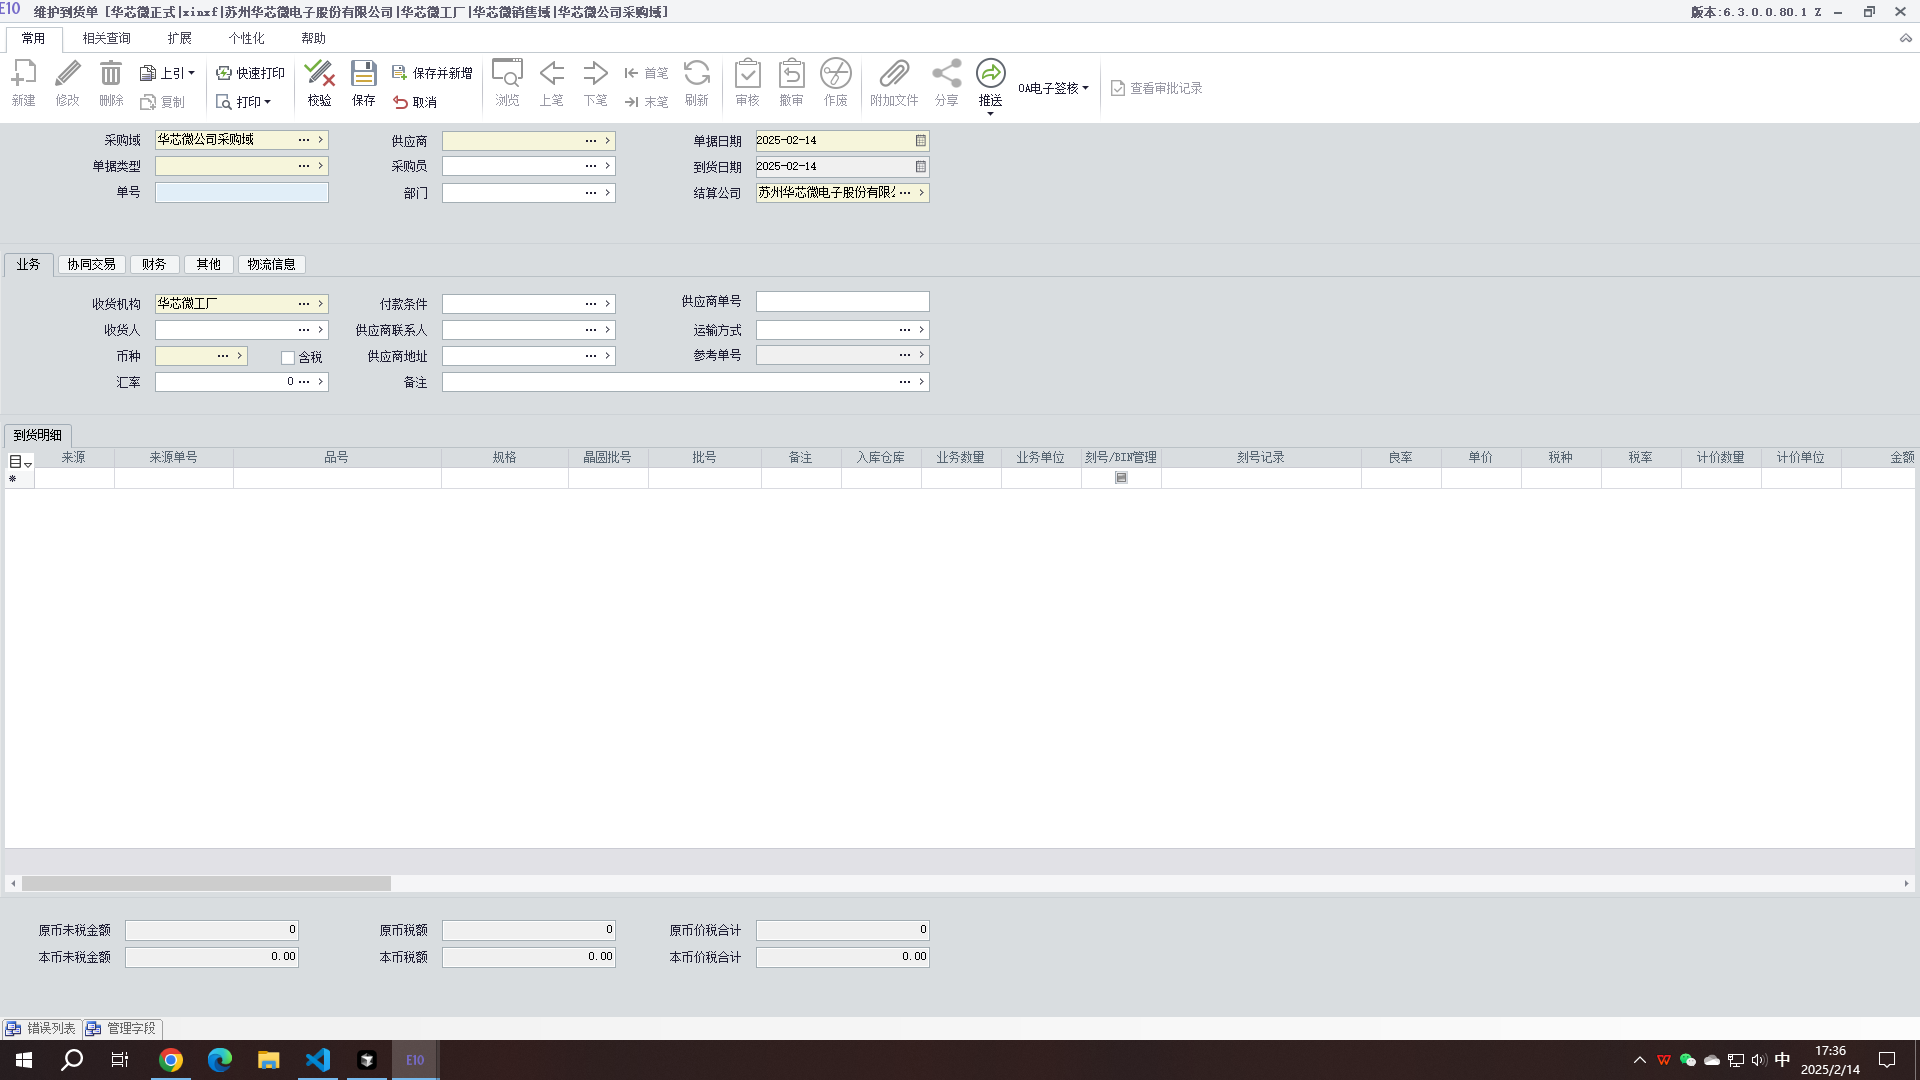 E10 维护到货单 [华芯微正式|xinxf|苏州华芯微电子股份有限公司|华芯微工厂|华芯微销售域|华芯微公司采购域] 版本:6.3.0.0.80.1 Z
常用 相关查询 扩展 个性化 帮助
新建 修改 删除 上引 复制 快速打印 打印 校验 保存 保存并新增 取消 浏览 上笔 下笔 首笔 末笔 刷新 审核 撤审 作废 附加文件 分享 推送 OA电子签核 查看审批记录
采购域 华芯微公司采购域 供应商 单据日期 2025-02-14
单据类型 采购员 到货日期 2025-02-14
单号 部门 结算公司 苏州华芯微电子股份有限
业务 协同交易 财务 其他 物流信息
收货机构 华芯微工厂 付款条件 供应商单号
收货人 供应商联系人 运输方式
币种 含税 供应商地址 参考单号
汇率 0 备注
到货明细
来源 来源单号 品号 规格 晶圆批号 批号 备注 入库仓库 业务数量 业务单位 刻号/BIN管理 刻号记录 良率 单价 税种 税率 计价数量 计价单位 金额
原币未税金额 0 原币税额 0 原币价税合计 0
本币未税金额 0.00 本币税额 0.00 本币价税合计 0.00
错误列表 管理字段
E10 中 17:36
2025/2/14